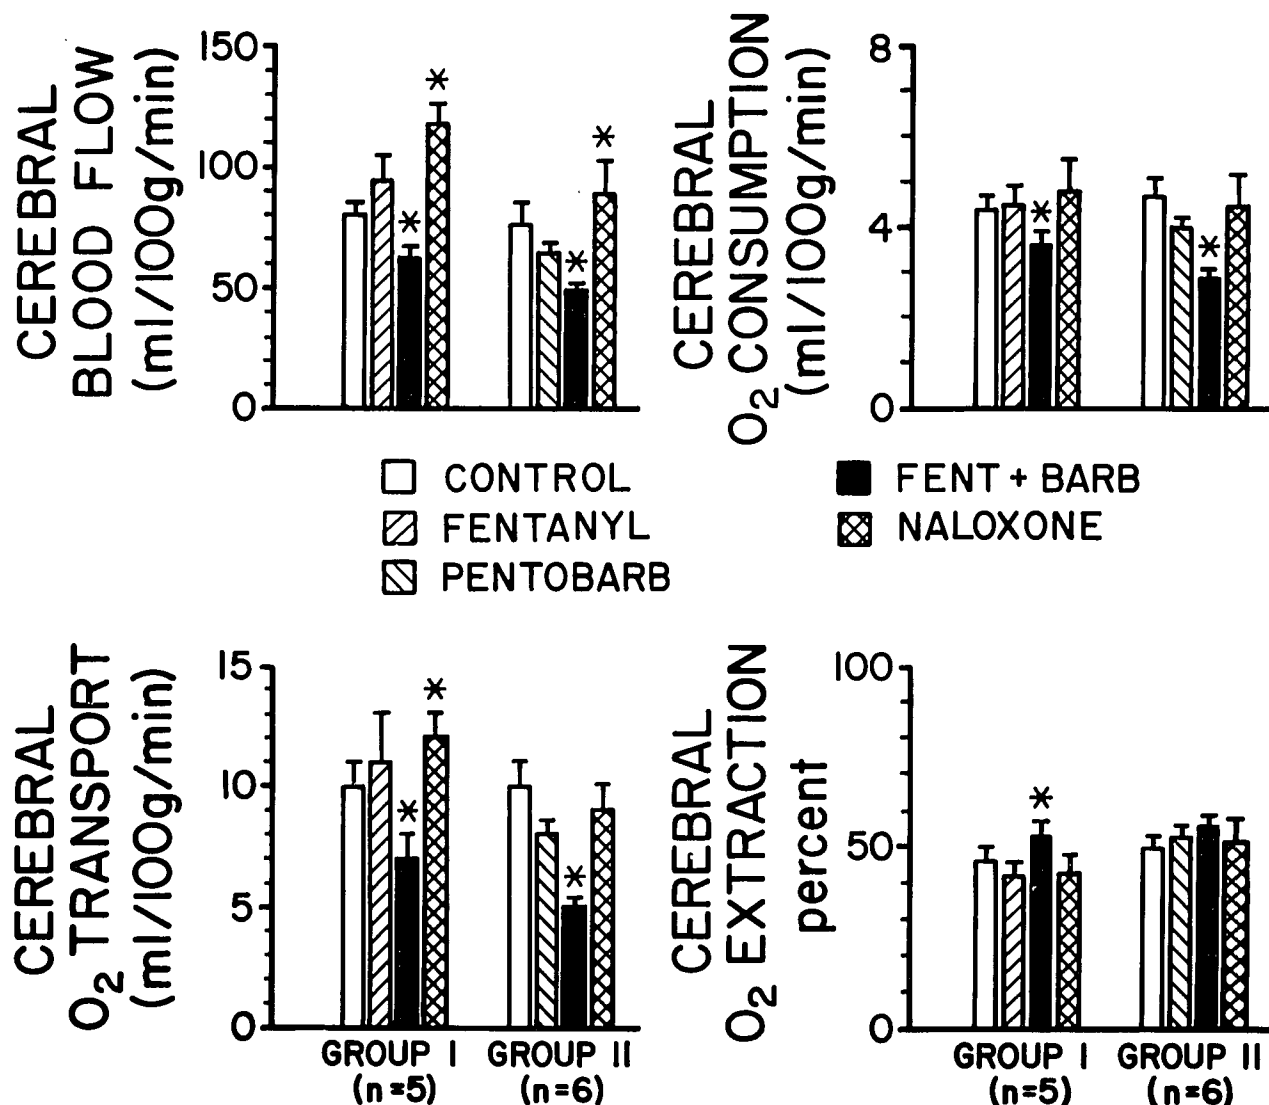 CEREBRAL
BLOOD FLOW
(ml/100g/min)
150
100
50
0
*
*
*
*
CEREBRAL
O₂ CONSUMPTION
(ml/100g/min)
8
4
0
*
*
CONTROL
FENTANYL
PENTOBARB
FENT + BARB
NALOXONE
CEREBRAL
O₂ TRANSPORT
(ml/100g/min)
15
10
5
0
*
*
*
GROUP I
(n=5)
GROUP II
(n=6)
CEREBRAL
O₂ EXTRACTION
percent
100
50
0
*
GROUP I
(n=5)
GROUP II
(n=6)